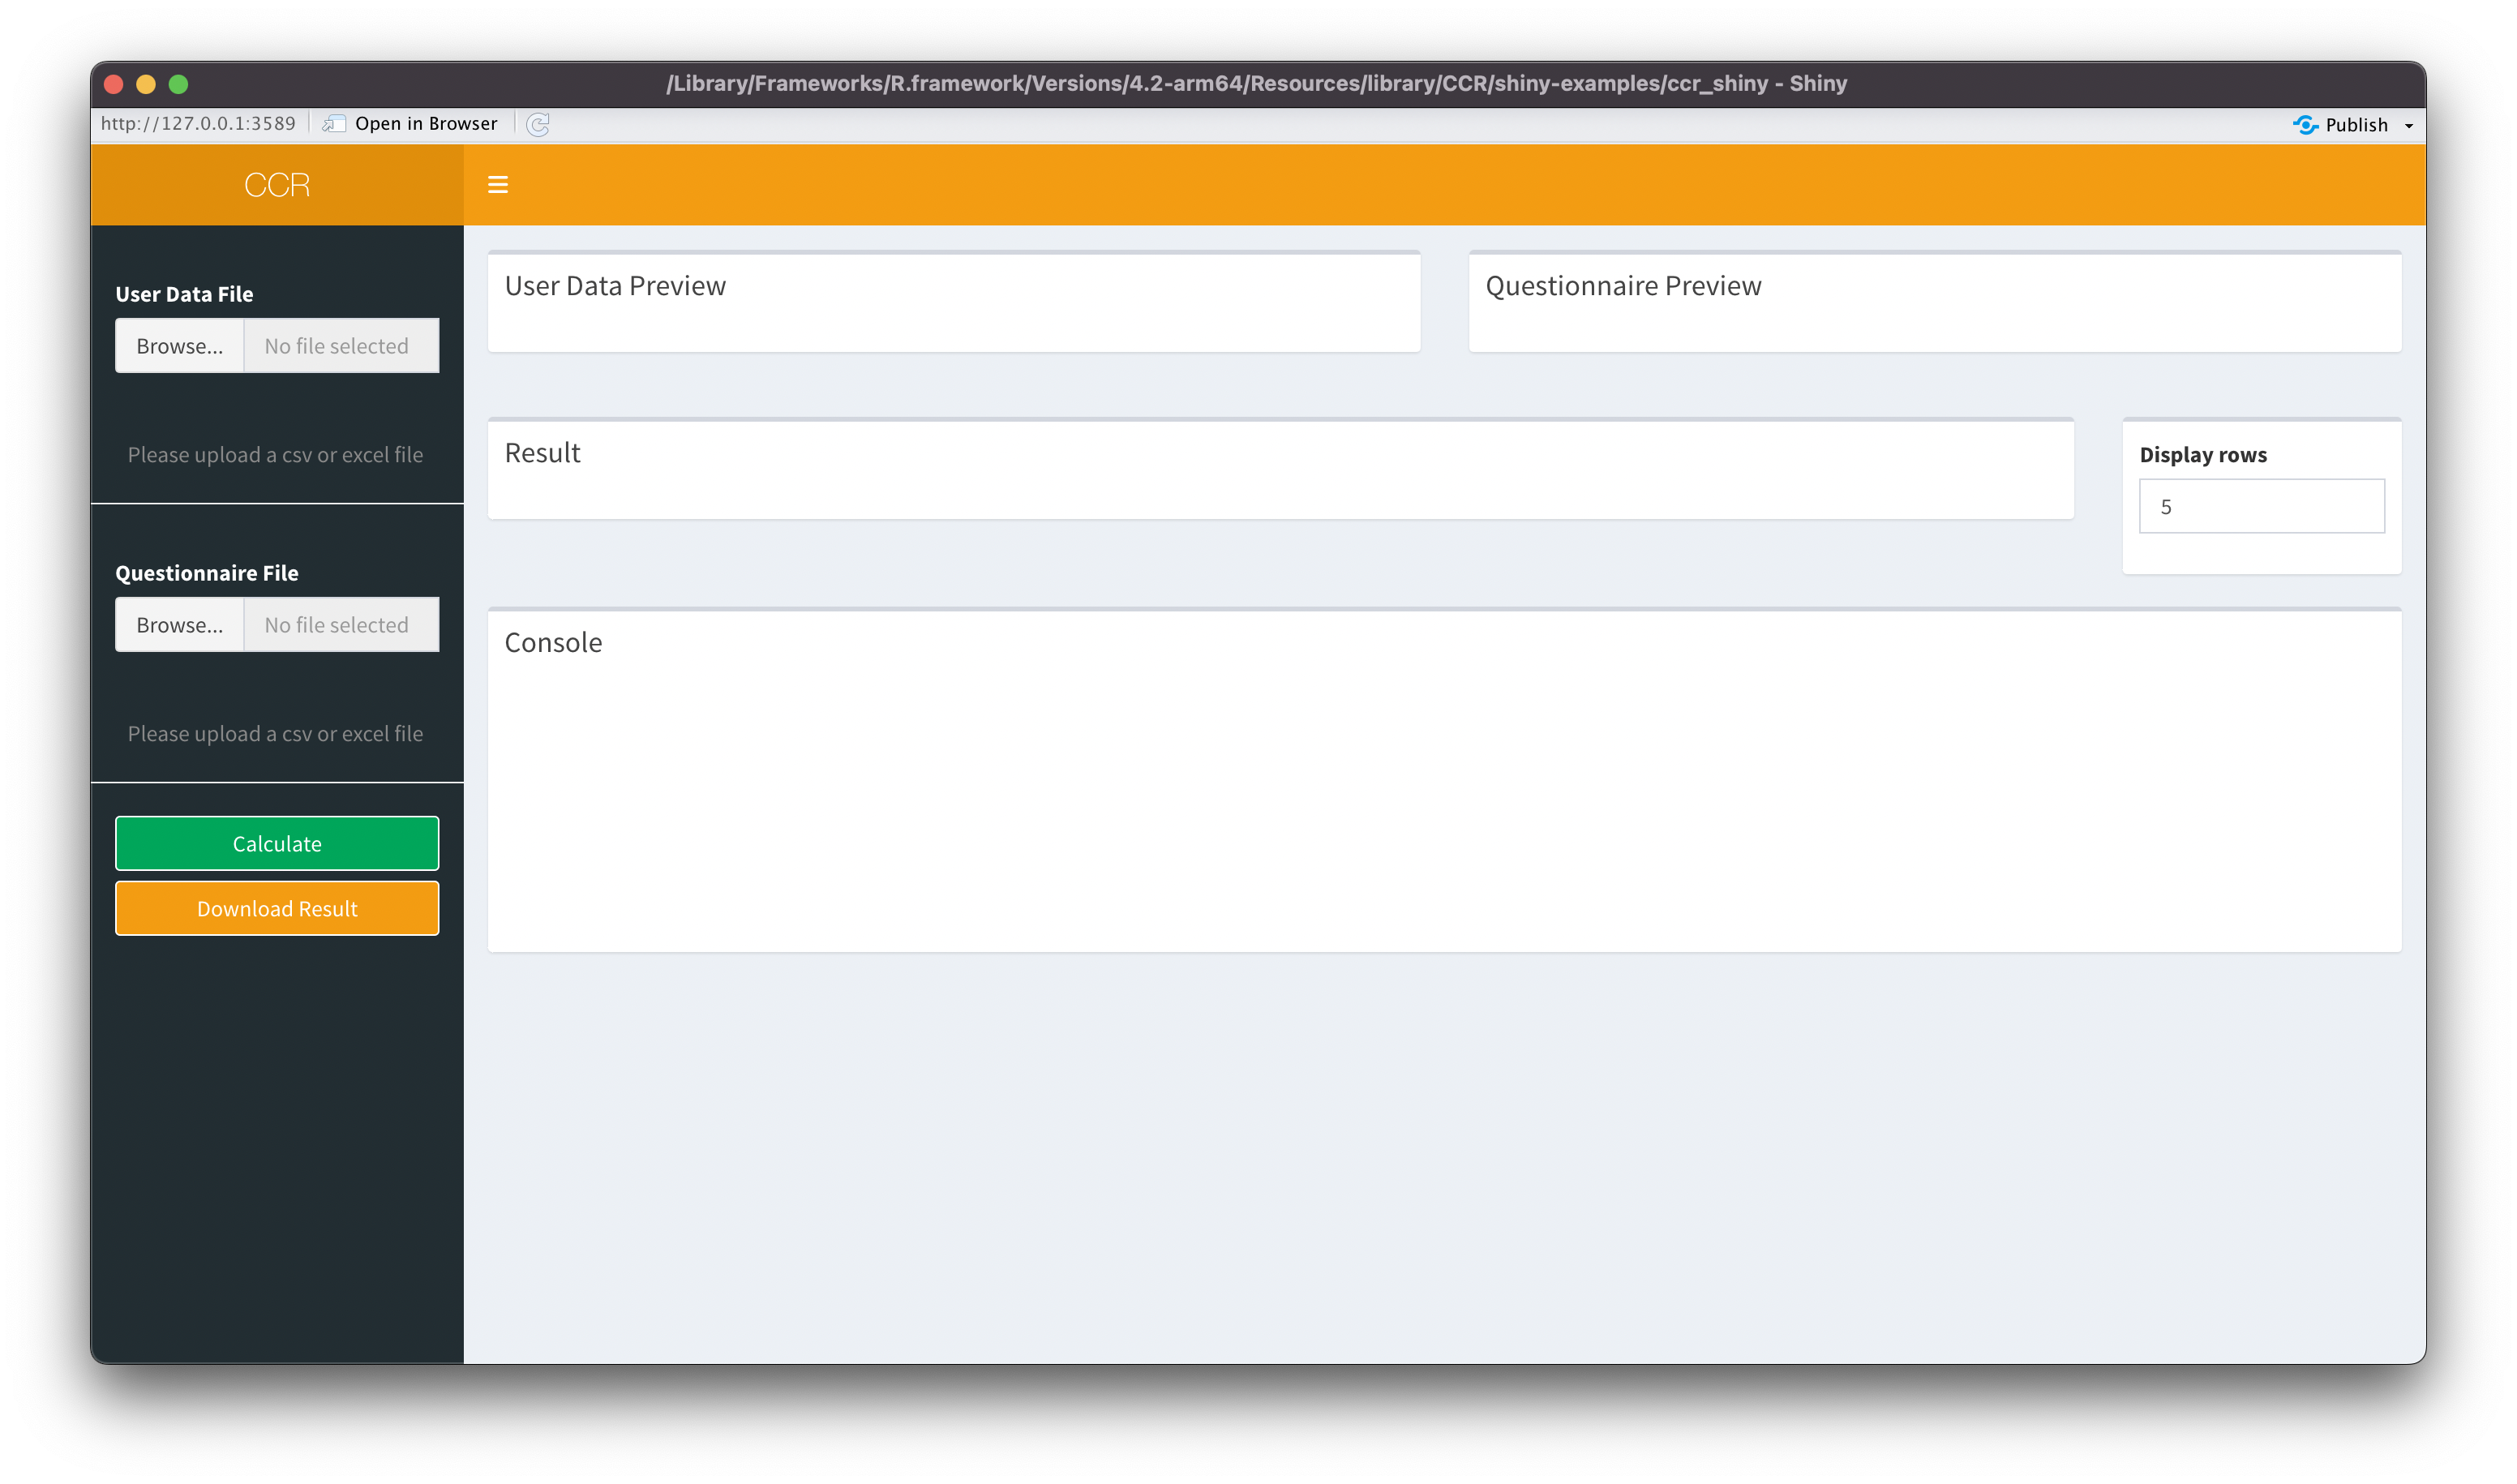 /Library/Frameworks/R.framework/Versions/4.2-arm64/Resources/library/CCR/shiny-examples/ccr_shiny - Shiny
http://127.0.0.1:3589 Open in Browser Publish
CCR
User Data File
Browse... No file selected
Please upload a csv or excel file
Questionnaire File
Browse... No file selected
Please upload a csv or excel file
Calculate
Download Result
User Data Preview
Questionnaire Preview
Result
Display rows
5
Console